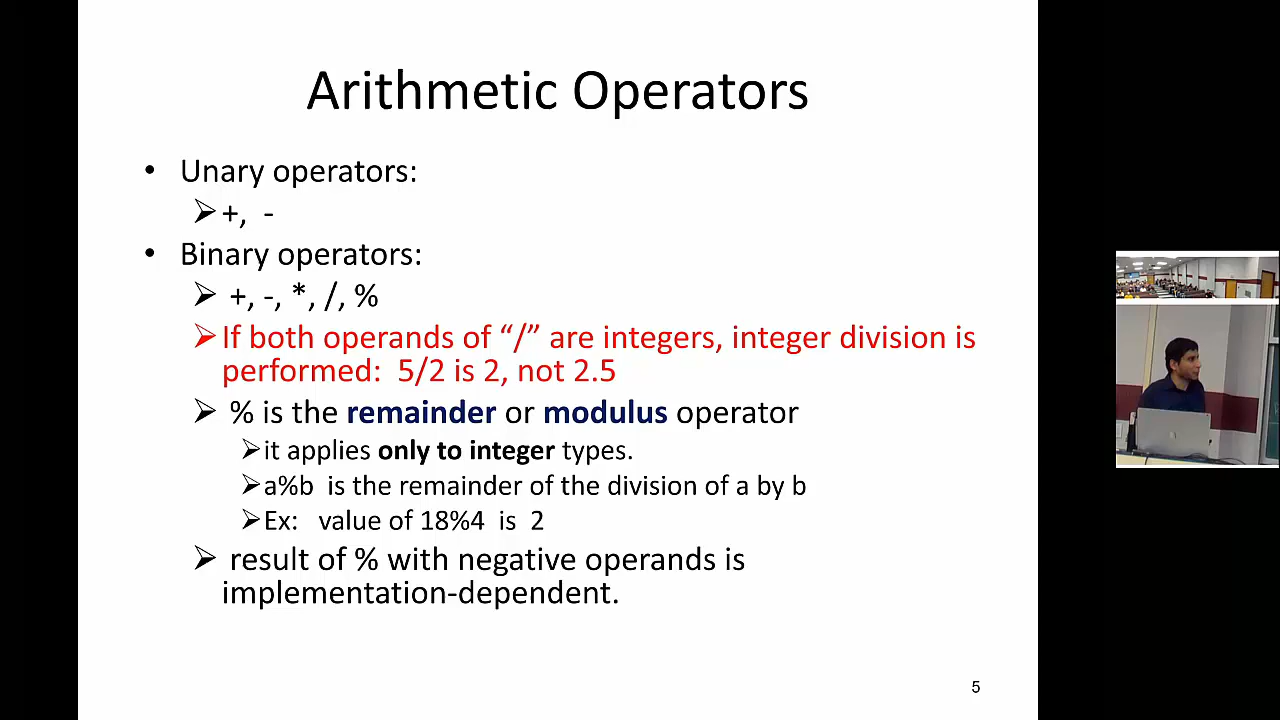 Arithmetic Operators
• Unary operators:
➢ +, -
• Binary operators:
➢ +, -, *, /, %
➢ If both operands of “/” are integers, integer division is
performed: 5/2 is 2, not 2.5
➢ % is the remainder or modulus operator
➢ it applies only to integer types.
➢ a%b is the remainder of the division of a by b
➢ Ex: value of 18%4 is 2
➢ result of % with negative operands is
implementation-dependent.
5